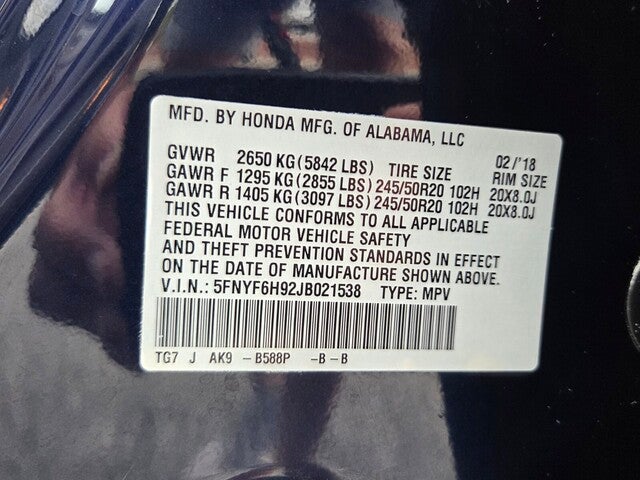 MFD. BY HONDA MFG. OF ALABAMA, LLC
02/'18
GVWR 2650 KG(5842 LBS) TIRE SIZE RIM SIZE
GAWR F 1295 KG(2855 LBS)245/50R20 102H 20X8.0J
GAWR R 1405 KG(3097 LBS)245/50R20 102H 20X8.0J
THIS VEHICLE CONFORMS TO ALL APPLICABLE
FEDERAL MOTOR VEHICLE SAFETY
AND THEFT PREVENTION STANDARDS IN EFFECT
ON THE DATE OF MANUFACTURE SHOWN ABOVE.
V.I.N.: 5FNYF6H92JB021538 TYPE: MPV
TG7 J AK9 -B588P -B-B